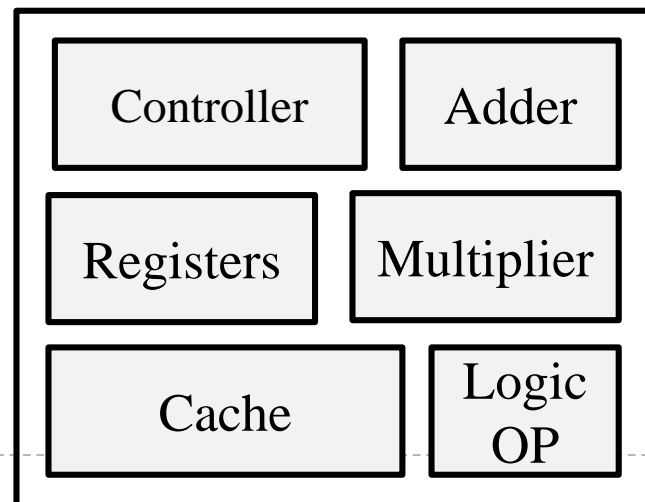 Controller
Adder
Registers
Multiplier
Cache
Logic
OP